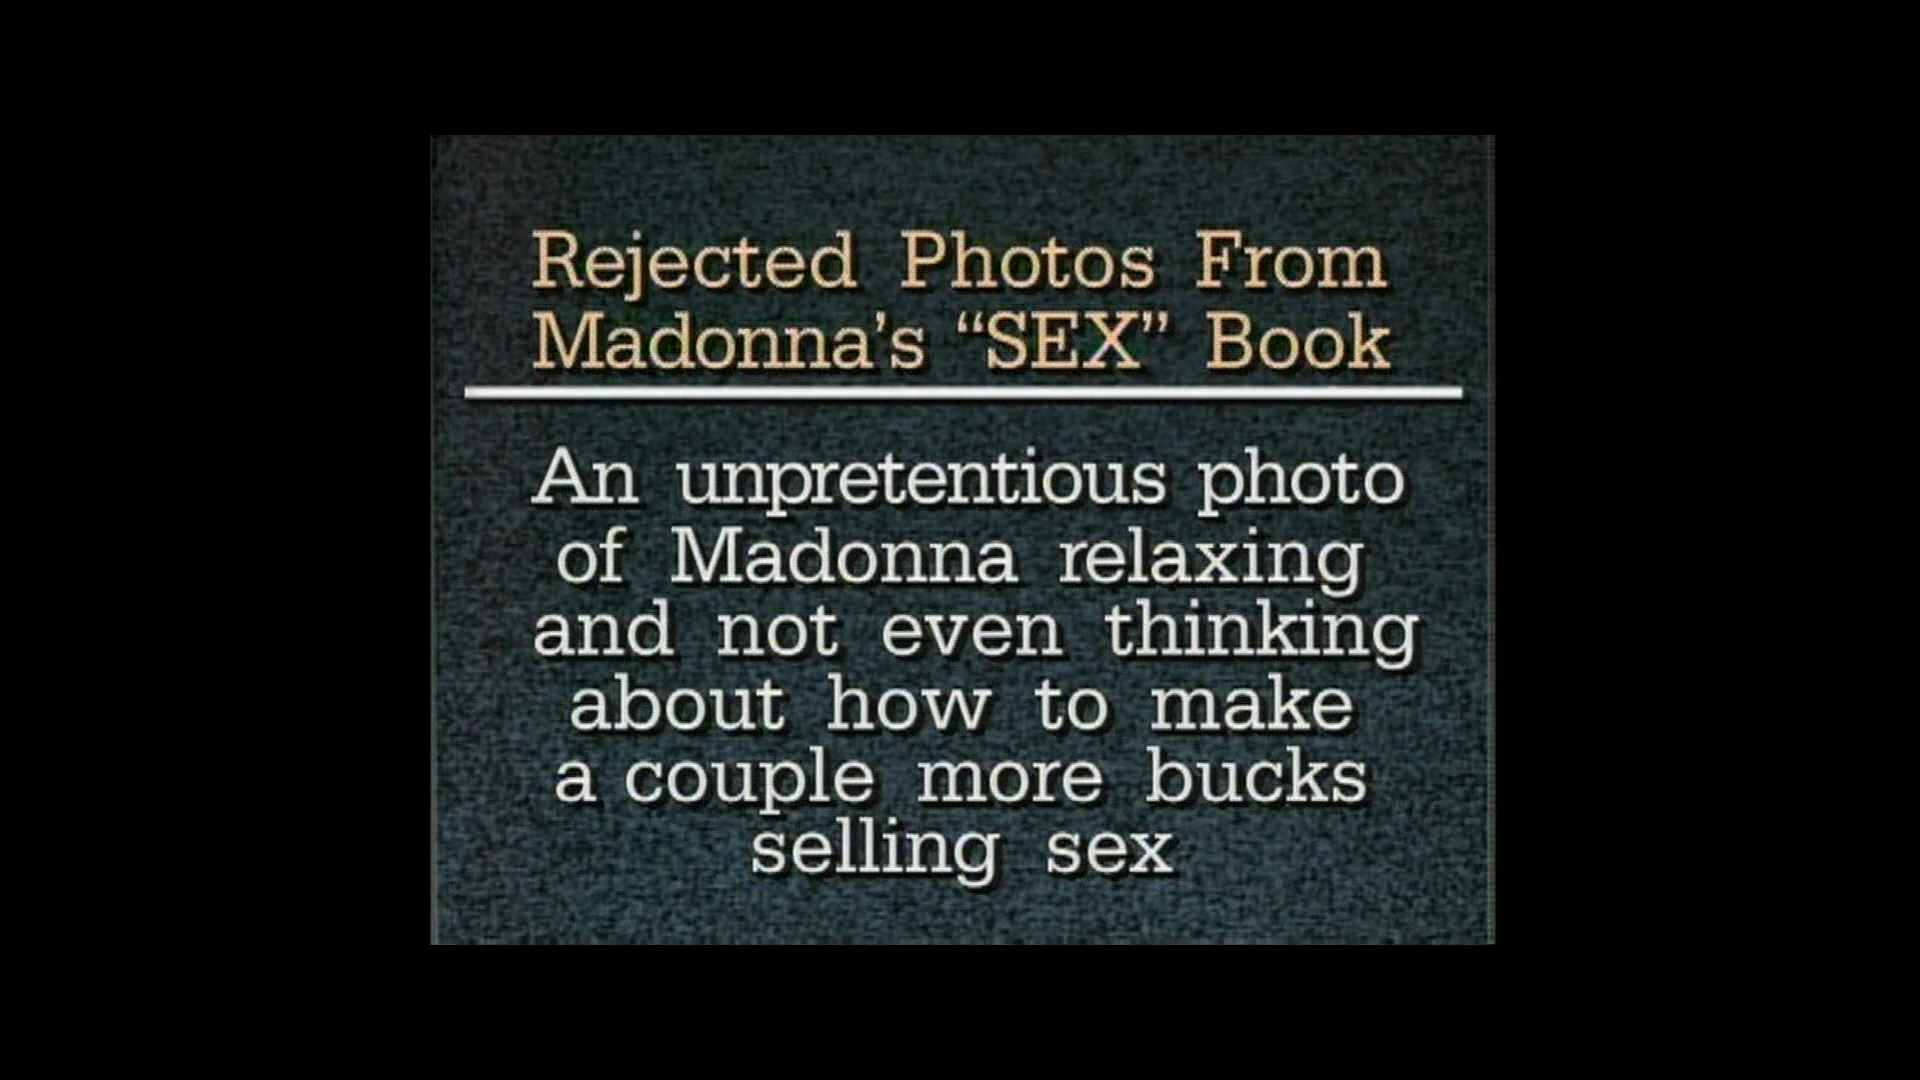 Rejected Photos From
Madonna's “SEX” Book
An unpretentious photo
of Madonna relaxing
and not even thinking
about how to make
a couple more bucks
selling sex